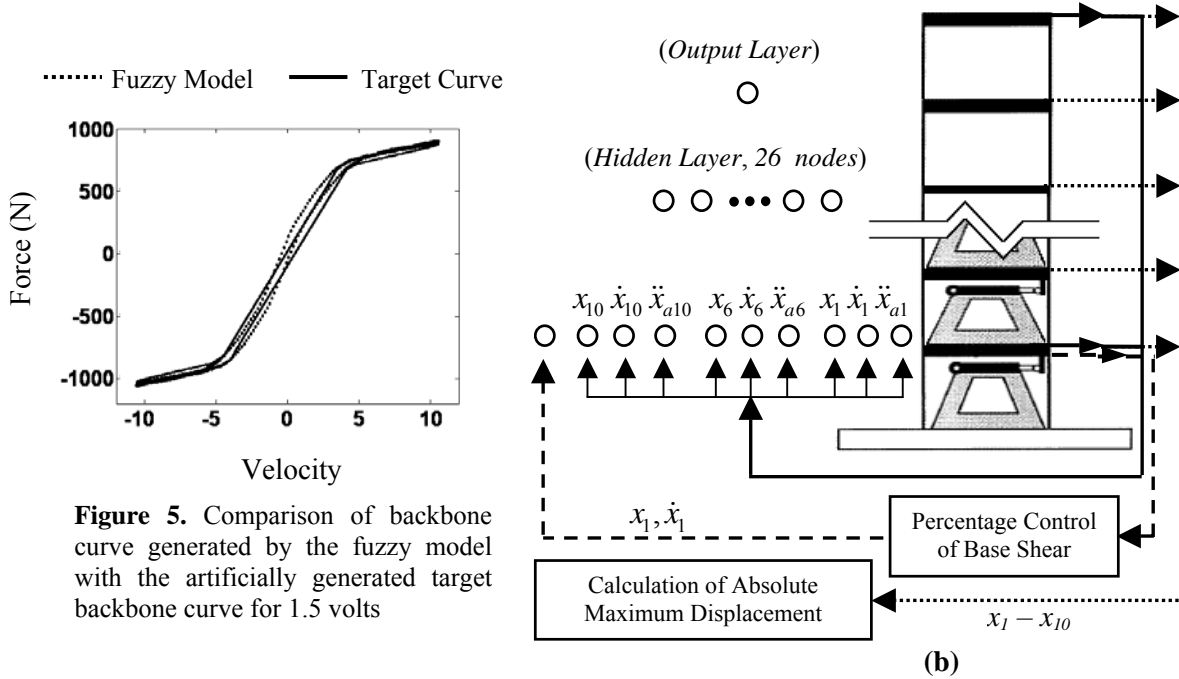 Fuzzy Model Target Curve
1000
500
0
-500
-1000
-10 -5 0 5 10
Force (N)
Velocity
Figure 5. Comparison of backbone
curve generated by the fuzzy model
with the artificially generated target
backbone curve for 1.5 volts
(Output Layer)
(Hidden Layer, 26 nodes)
x₁₀ ẋ₁₀ ẍₐ₁₀ x₆ ẋ₆ ẍₐ₆ x₁ ẋ₁ ẍₐ₁
x₁, ẋ₁
Percentage Control
of Base Shear
Calculation of Absolute
Maximum Displacement
x₁ – x₁₀
(b)